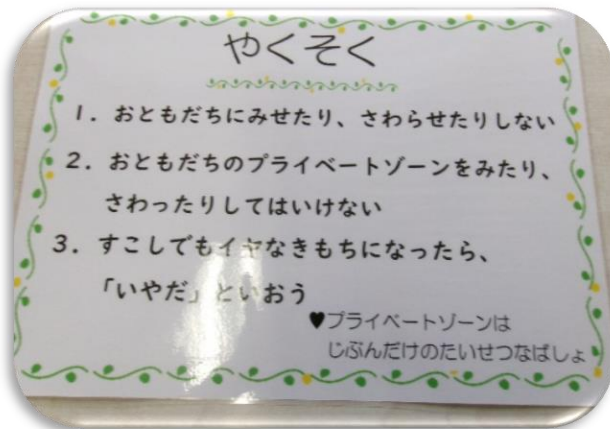 やくそく
1. おともだちにみせたり、さわらせたりしない
2. おともだちのプライベートゾーンをみたり、
さわったりしてはいけない
3. すこしでもイヤなきもちになったら、
「いやだ」といおう
♥プライベートゾーンは
じぶんだけのたいせつなばしょ